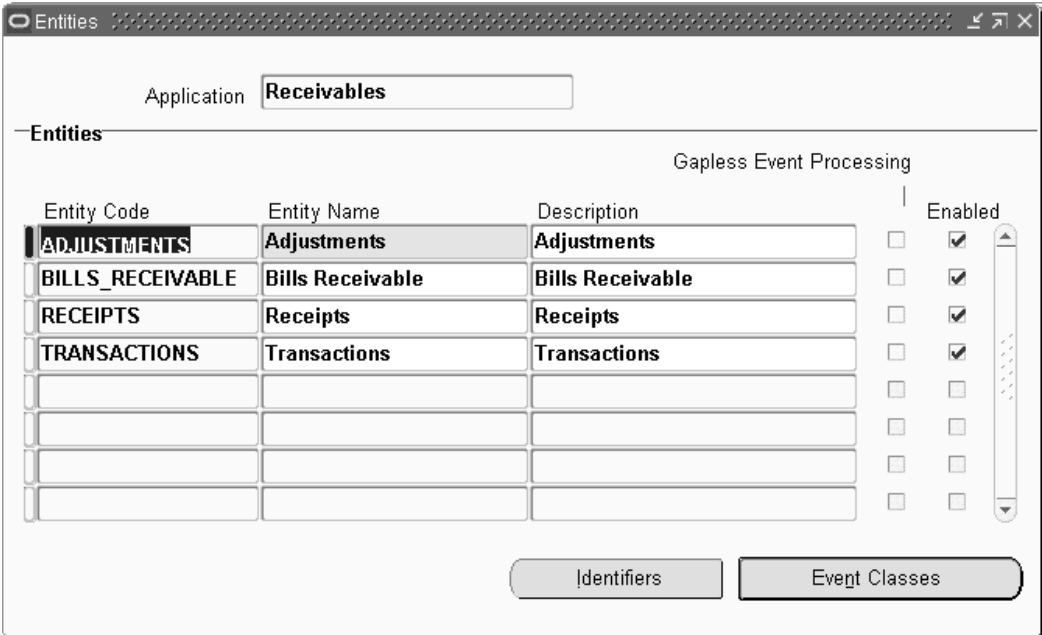 Entities
Application Receivables
Entities
Gapless Event Processing
Entity Code Entity Name Description Enabled
ADJUSTMENTS Adjustments Adjustments
BILLS_RECEIVABLE Bills Receivable Bills Receivable
RECEIPTS Receipts Receipts
TRANSACTIONS Transactions Transactions
Identifiers Event Classes